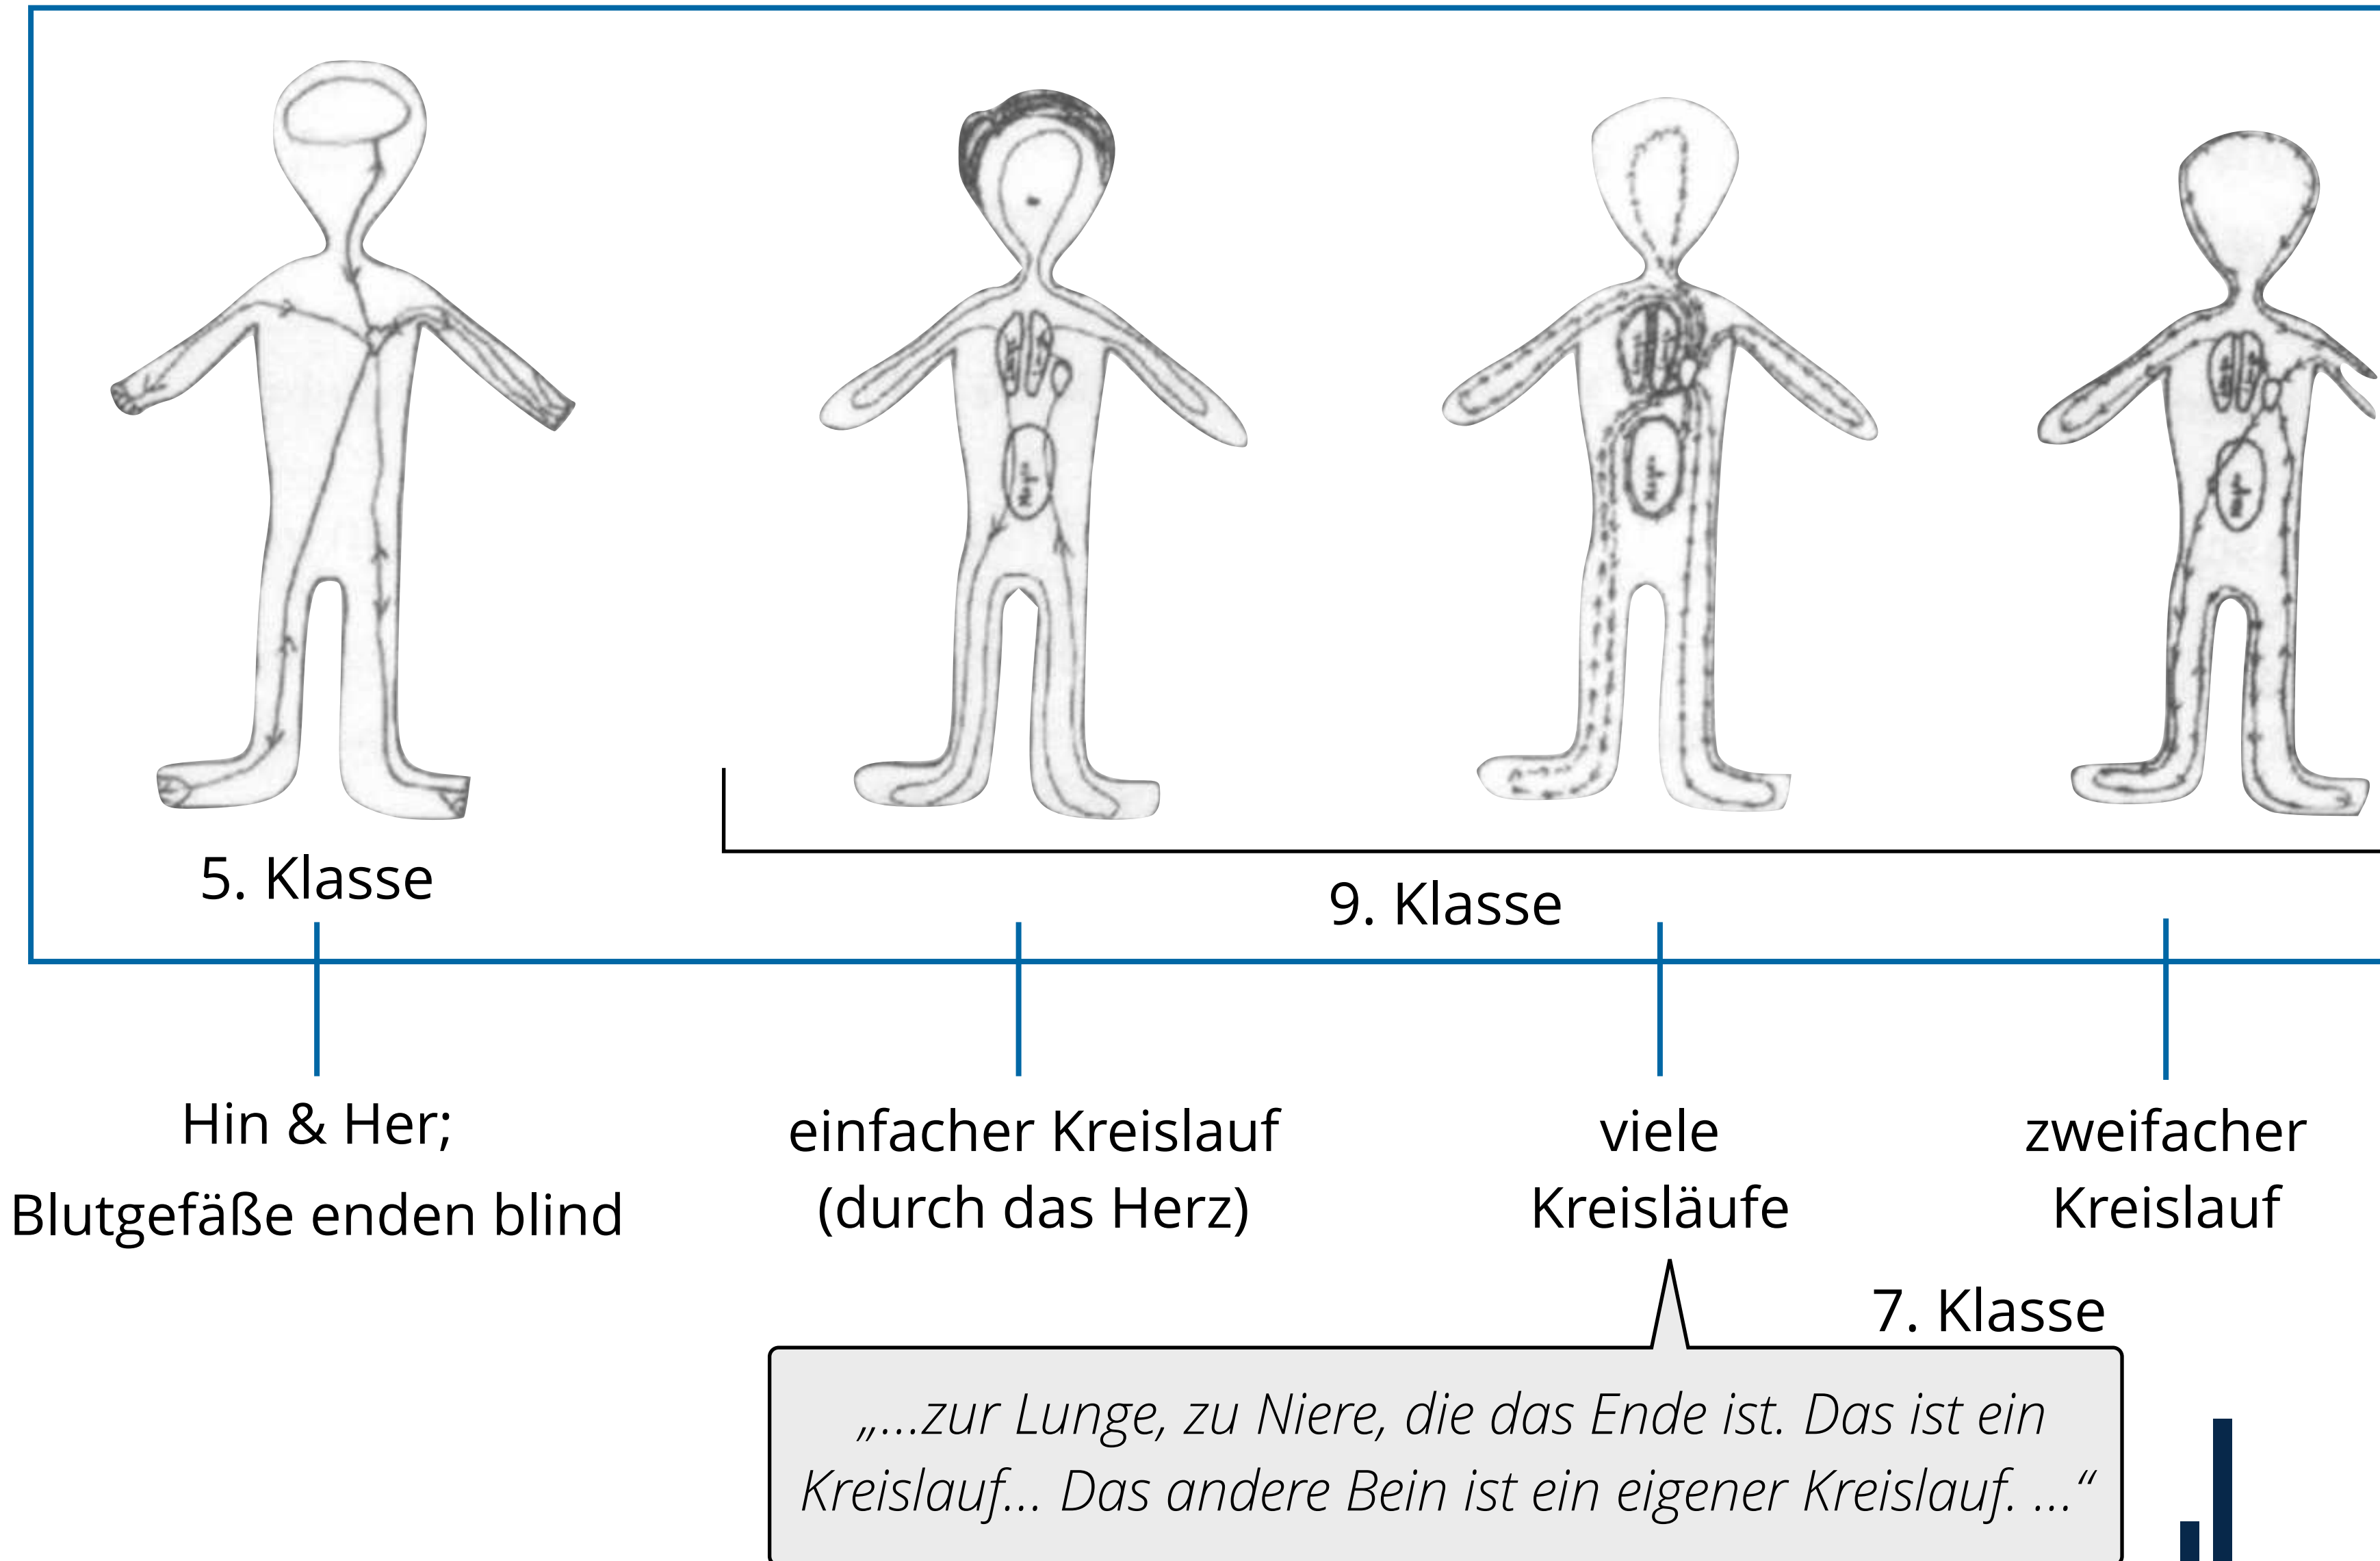 5. Klasse
9. Klasse
Hin & Her;
Blutgefäße enden blind
einfacher Kreislauf
(durch das Herz)
viele
Kreisläufe
zweifacher
Kreislauf
7. Klasse
„...zur Lunge, zu Niere, die das Ende ist. Das ist ein
Kreislauf... Das andere Bein ist ein eigener Kreislauf. ...“